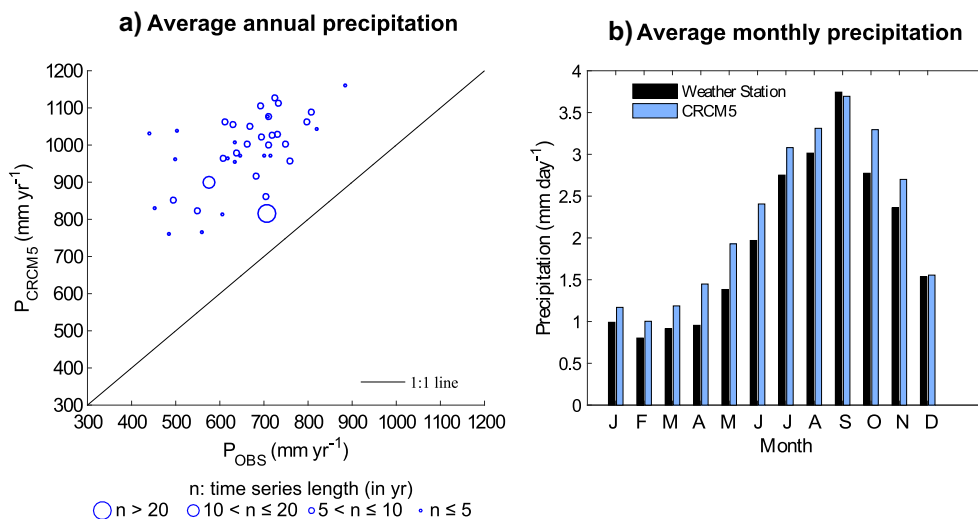 a) Average annual precipitation
1200
1100
1000
900
800
700
600
500
400
300
P_CRCM5 (mm yr⁻¹)
1:1 line
300 400 500 600 700 800 900 1000 1100 1200
P_OBS (mm yr⁻¹)
n: time series length (in yr)
n > 20 10 < n ≤ 20 5 < n ≤ 10 n ≤ 5
b) Average monthly precipitation
4
3.5
3
2.5
2
1.5
1
0.5
0
Precipitation (mm day⁻¹)
Weather Station
CRCM5
J F M A M J J A S O N D
Month